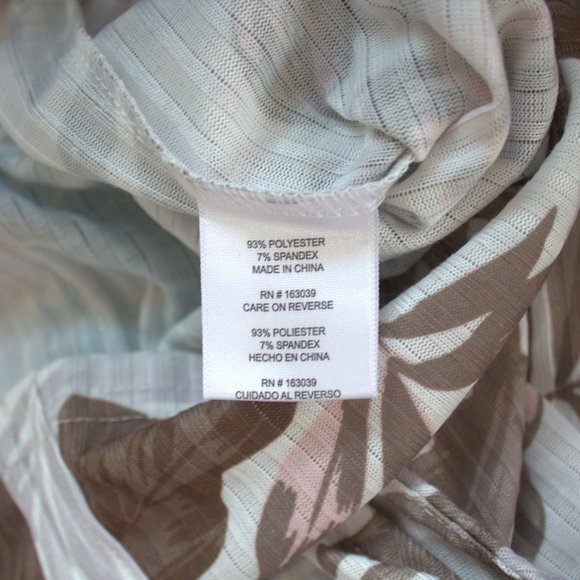 93% POLYESTER
7% SPANDEX
MADE IN CHINA
RN # 163039
CARE ON REVERSE
93% POLIESTER
7% SPANDEX
HECHO EN CHINA
RN # 163039
CUIDADO AL REVERSO